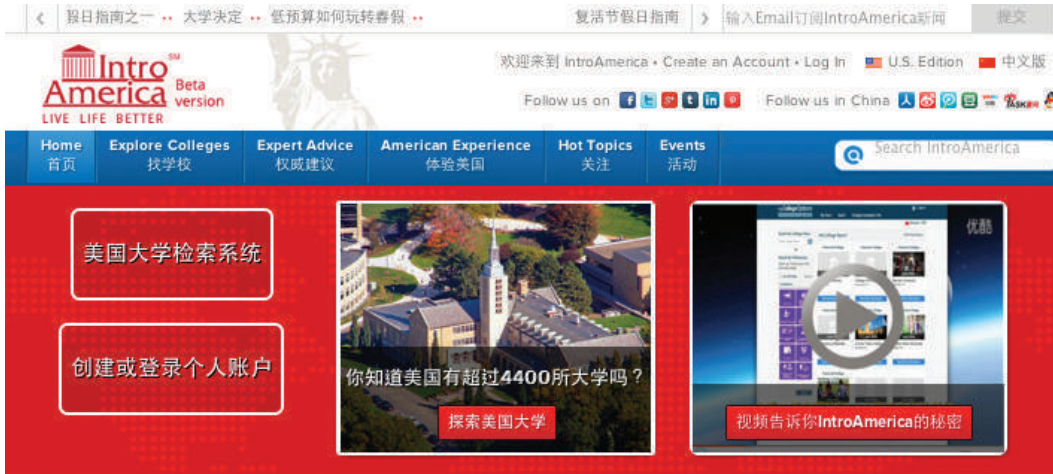 假日指南之一 •• 大学决定 •• 低预算如何玩转春假 •• 复活节假日指南 输入Email订阅IntroAmerica新闻 提交
Intro America SM
Beta version
LIVE LIFE BETTER
欢迎来到 IntroAmerica • Create an Account • Log In U.S. Edition 中文版
Follow us on Follow us in China
Home Explore Colleges Expert Advice American Experience Hot Topics Events
首页 找学校 权威建议 体验美国 关注 活动
Search IntroAmerica
美国大学检索系统
创建或登录个人账户
你知道美国有超过4400所大学吗？
探索美国大学
优酷
视频告诉你IntroAmerica的秘密